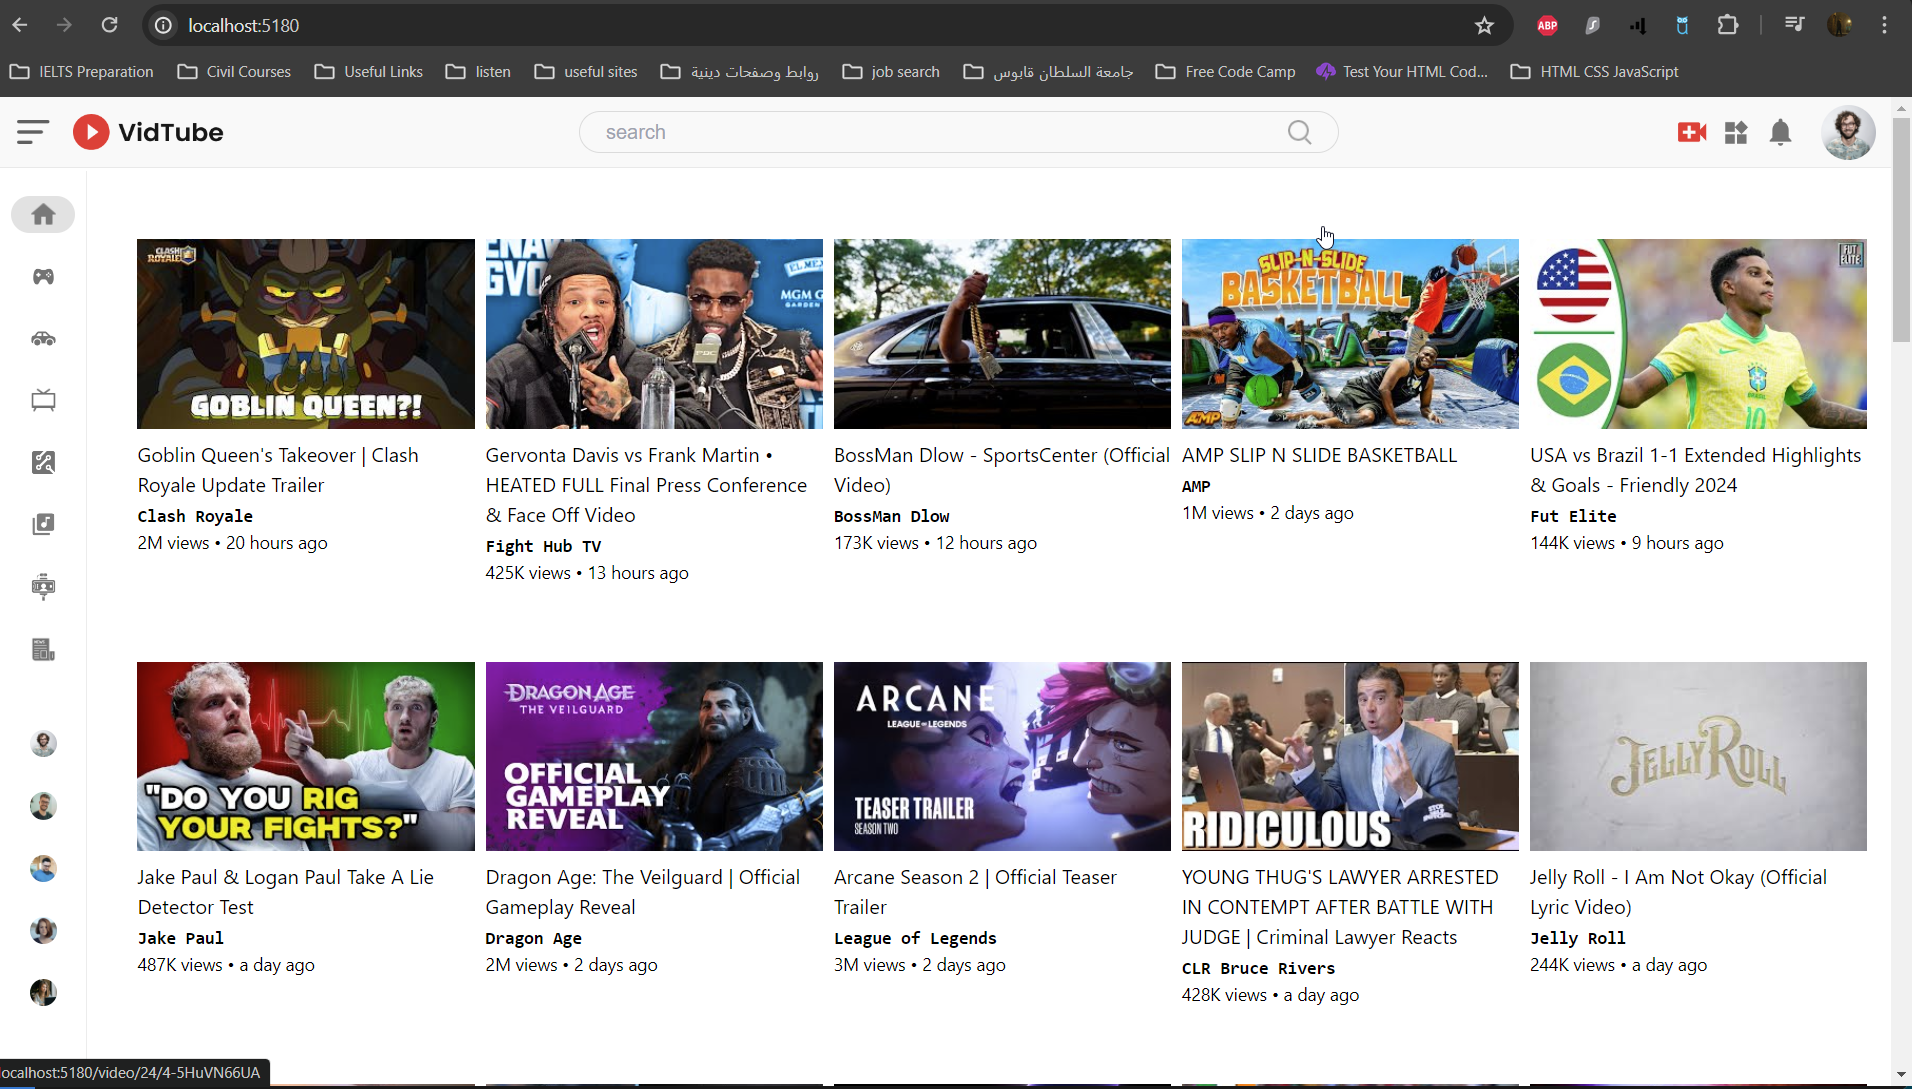 localhost:5180
ABP
IELTS Preparation
Civil Courses
Useful Links
listen
useful sites
روابط وصفحات دينية
job search
جامعة السلطان قابوس
Free Code Camp
Test Your HTML Cod...
HTML CSS JavaScript
VidTube
search
CLASH ROYALE
GOBLIN QUEEN?!
EL ME
MGM G
GARDEN
SLIP-N-SLIDE
BASKETBALL
AMP
FUT
ELITE
BRASIL
10
Goblin Queen's Takeover | Clash
Royale Update Trailer
Clash Royale
2M views • 20 hours ago
Gervonta Davis vs Frank Martin •
HEATED FULL Final Press Conference
& Face Off Video
Fight Hub TV
425K views • 13 hours ago
BossMan Dlow - SportsCenter (Official
Video)
BossMan Dlow
173K views • 12 hours ago
AMP SLIP N SLIDE BASKETBALL
AMP
1M views • 2 days ago
USA vs Brazil 1-1 Extended Highlights
& Goals - Friendly 2024
Fut Elite
144K views • 9 hours ago
NEWS
"DO YOU RIG
YOUR FIGHTS?"
DRAGON AGE
THE VEILGUARD
OFFICIAL
GAMEPLAY
REVEAL
ARCANE
LEAGUE OF LEGENDS
TEASER TRAILER
SEASON TWO
RIDICULOUS
JELLY ROLL
Jake Paul & Logan Paul Take A Lie
Detector Test
Jake Paul
487K views • a day ago
Dragon Age: The Veilguard | Official
Gameplay Reveal
Dragon Age
2M views • 2 days ago
Arcane Season 2 | Official Teaser
Trailer
League of Legends
3M views • 2 days ago
YOUNG THUG'S LAWYER ARRESTED
IN CONTEMPT AFTER BATTLE WITH
JUDGE | Criminal Lawyer Reacts
CLR Bruce Rivers
428K views • a day ago
Jelly Roll - I Am Not Okay (Official
Lyric Video)
Jelly Roll
244K views • a day ago
localhost:5180/video/24/4-5HuVN66UA